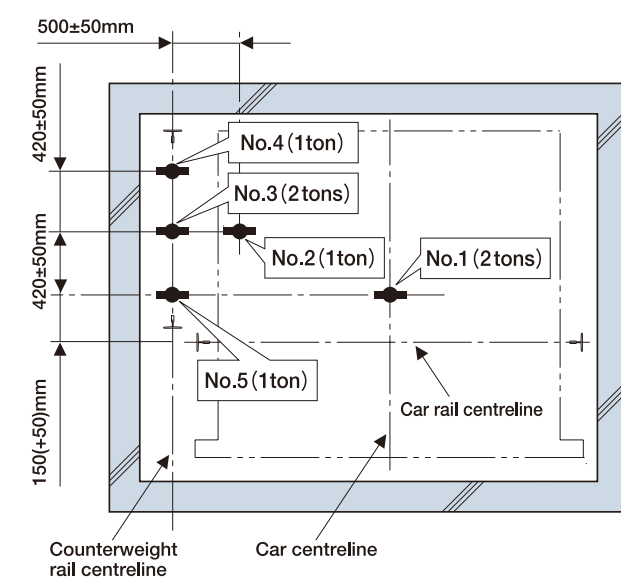 500±50mm
420±50mm
No.4(1ton)
No.3(2tons)
420±50mm
No.2(1ton)
No.1(2tons)
No.5(1ton)
150(+50)mm
Car rail centreline
Counterweight
rail centreline
Car centreline